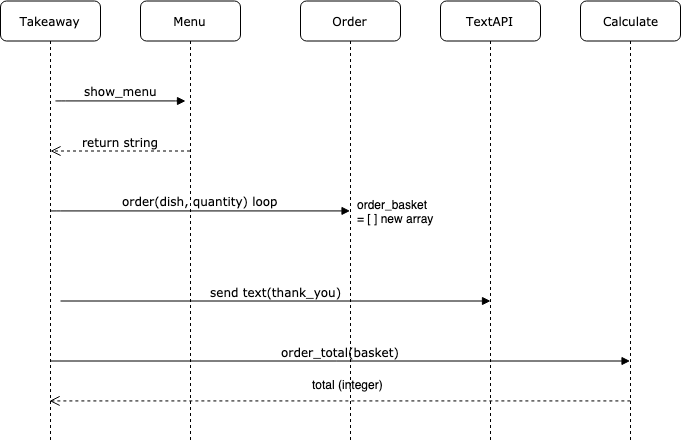 Takeaway
Menu
Order
TextAPI
Calculate
show_menu
return string
order(dish, quantity) loop
order_basket
= [ ] new array
send text(thank_you)
order_total(basket)
total (integer)